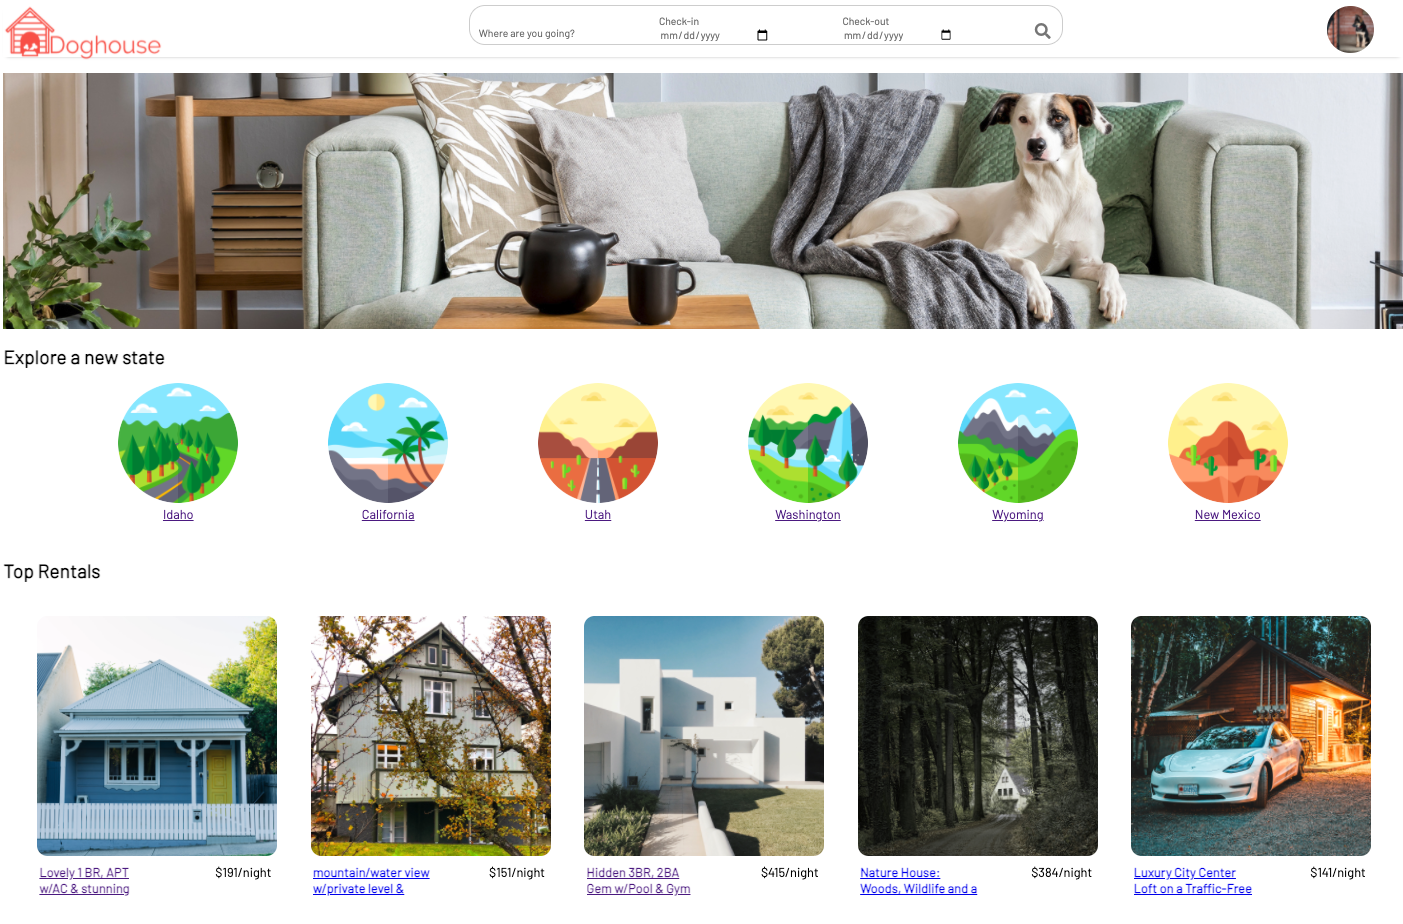 Doghouse
Where are you going?
Check-in
mm/dd/yyyy
Check-out
mm/dd/yyyy
Explore a new state
Idaho
California
Utah
Washington
Wyoming
New Mexico
Top Rentals
Lovely 1 BR, APT
w/AC & stunning
$191/night
mountain/water view
w/private level &
$151/night
Hidden 3BR, 2BA
Gem w/Pool & Gym
$415/night
Nature House:
Woods, Wildlife and a
$384/night
Luxury City Center
Loft on a Traffic-Free
$141/night